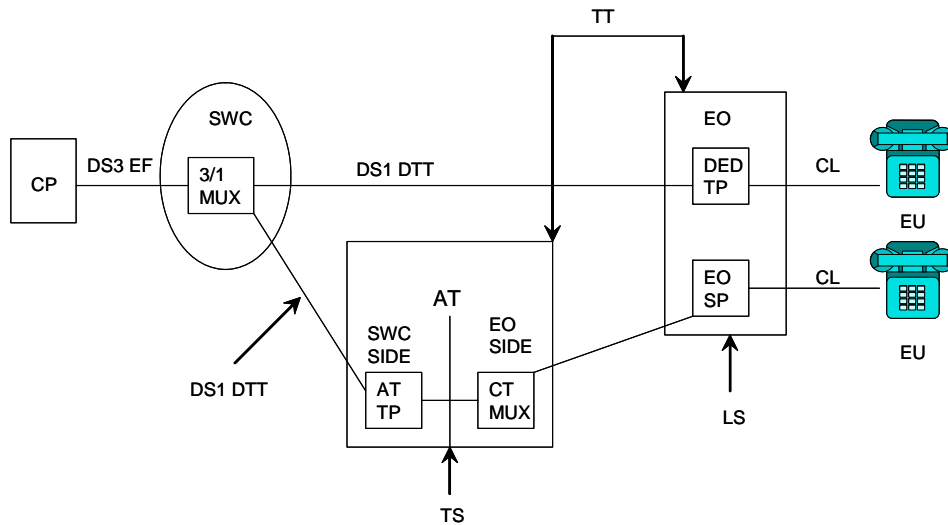 TT
SWC
EO
CP
DS3 EF
3/1
MUX
DS1 DTT
DED
TP
CL
EU
AT
SWC
SIDE
EO
SIDE
EO
SP
CL
EU
DS1 DTT
AT
TP
CT
MUX
LS
TS